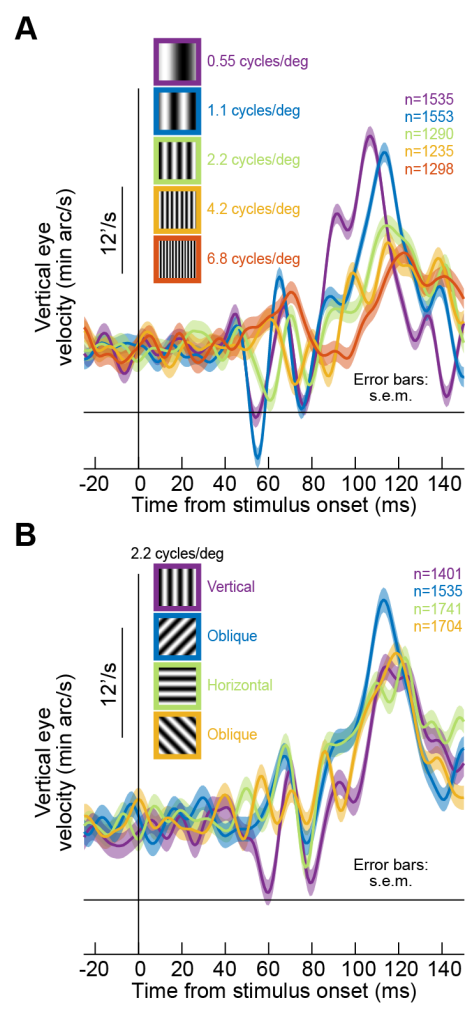 A
0.55 cycles/deg
1.1 cycles/deg
2.2 cycles/deg
4.2 cycles/deg
6.8 cycles/deg
n=1535
n=1553
n=1290
n=1235
n=1298
12'/s
Vertical eye
velocity (min arc/s)
Error bars:
s.e.m.
-20 0 20 40 60 80 100 120 140
Time from stimulus onset (ms)
B
2.2 cycles/deg
Vertical
Oblique
Horizontal
Oblique
n=1401
n=1535
n=1741
n=1704
12'/s
Vertical eye
velocity (min arc/s)
Error bars:
s.e.m.
-20 0 20 40 60 80 100 120 140
Time from stimulus onset (ms)